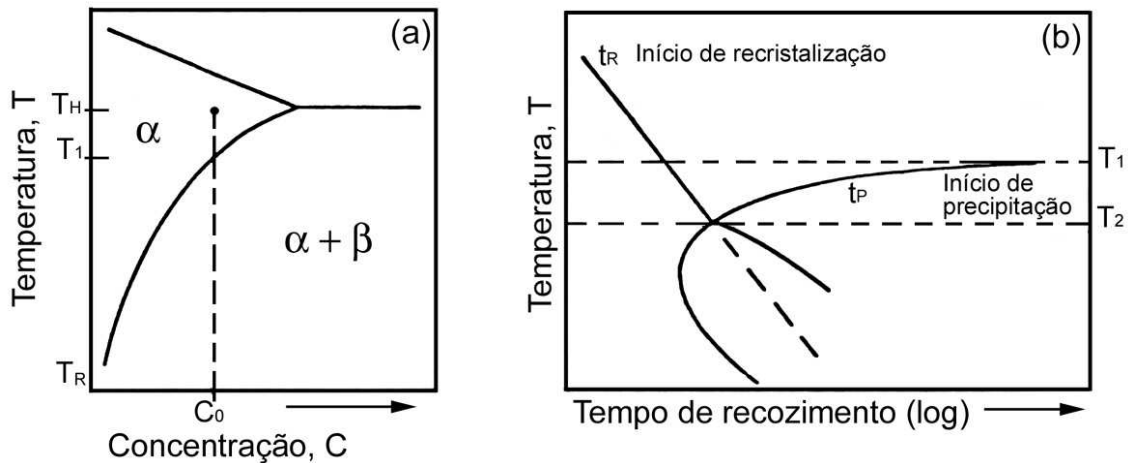 (a)
Temperatura, T
T_H
T_1
T_R
α
α + β
C_0
Concentração, C
(b)
Temperatura, T
t_R Início de recristalização
T_1
t_P
Início de
precipitação
T_2
Tempo de recozimento (log)